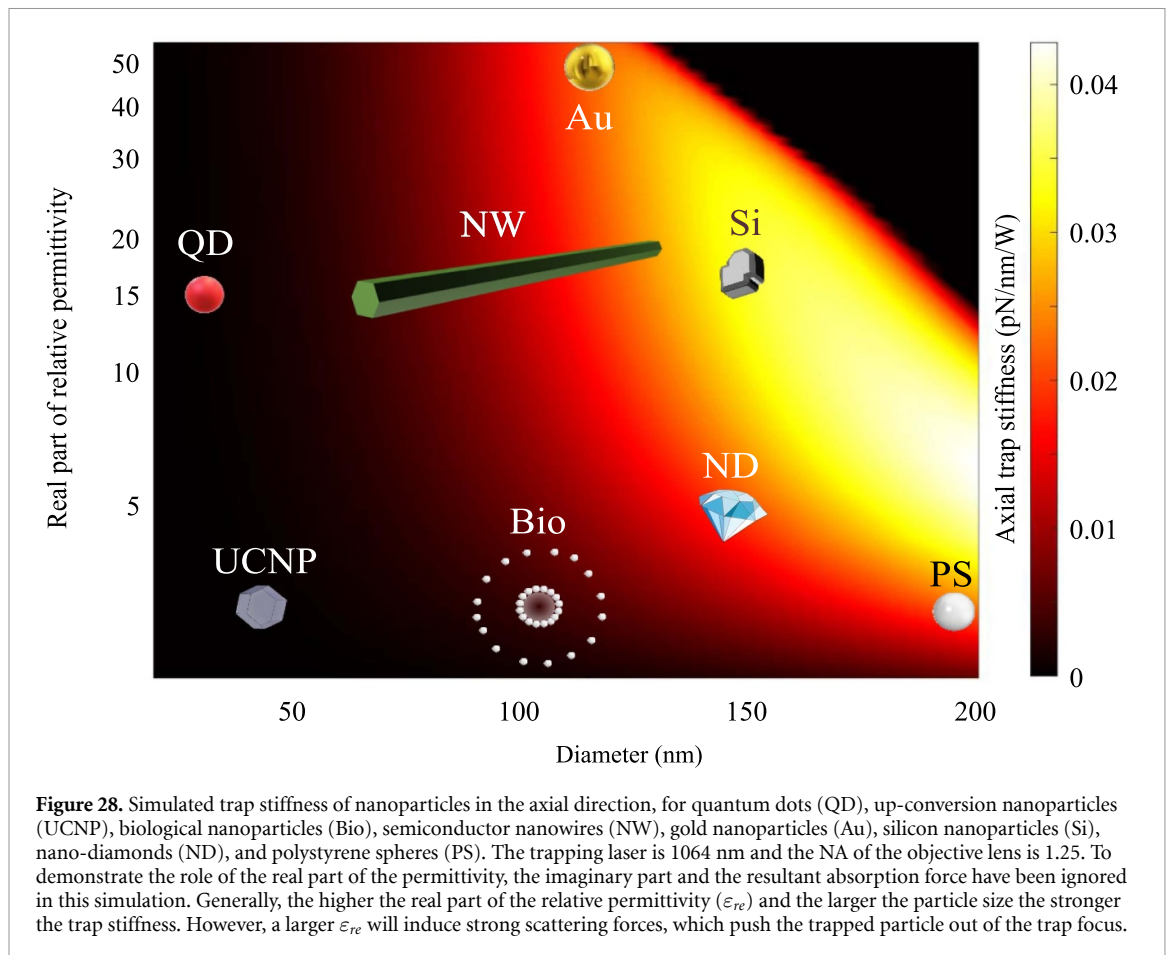 50
40
30
20
15
10
5
Real part of relative permittivity
Au
NW
Si
QD
ND
Bio
UCNP
PS
50 100 150 200
Diameter (nm)
0.04
0.03
0.02
0.01
0
Axial trap stiffness (pN/nm/W)
Figure 28. Simulated trap stiffness of nanoparticles in the axial direction, for quantum dots (QD), up-conversion nanoparticles
(UCNP), biological nanoparticles (Bio), semiconductor nanowires (NW), gold nanoparticles (Au), silicon nanoparticles (Si),
nano-diamonds (ND), and polystyrene spheres (PS). The trapping laser is 1064 nm and the NA of the objective lens is 1.25. To
demonstrate the role of the real part of the permittivity, the imaginary part and the resultant absorption force have been ignored
in this simulation. Generally, the higher the real part of the relative permittivity (εre) and the larger the particle size the stronger
the trap stiffness. However, a larger εre will induce strong scattering forces, which push the trapped particle out of the trap focus.